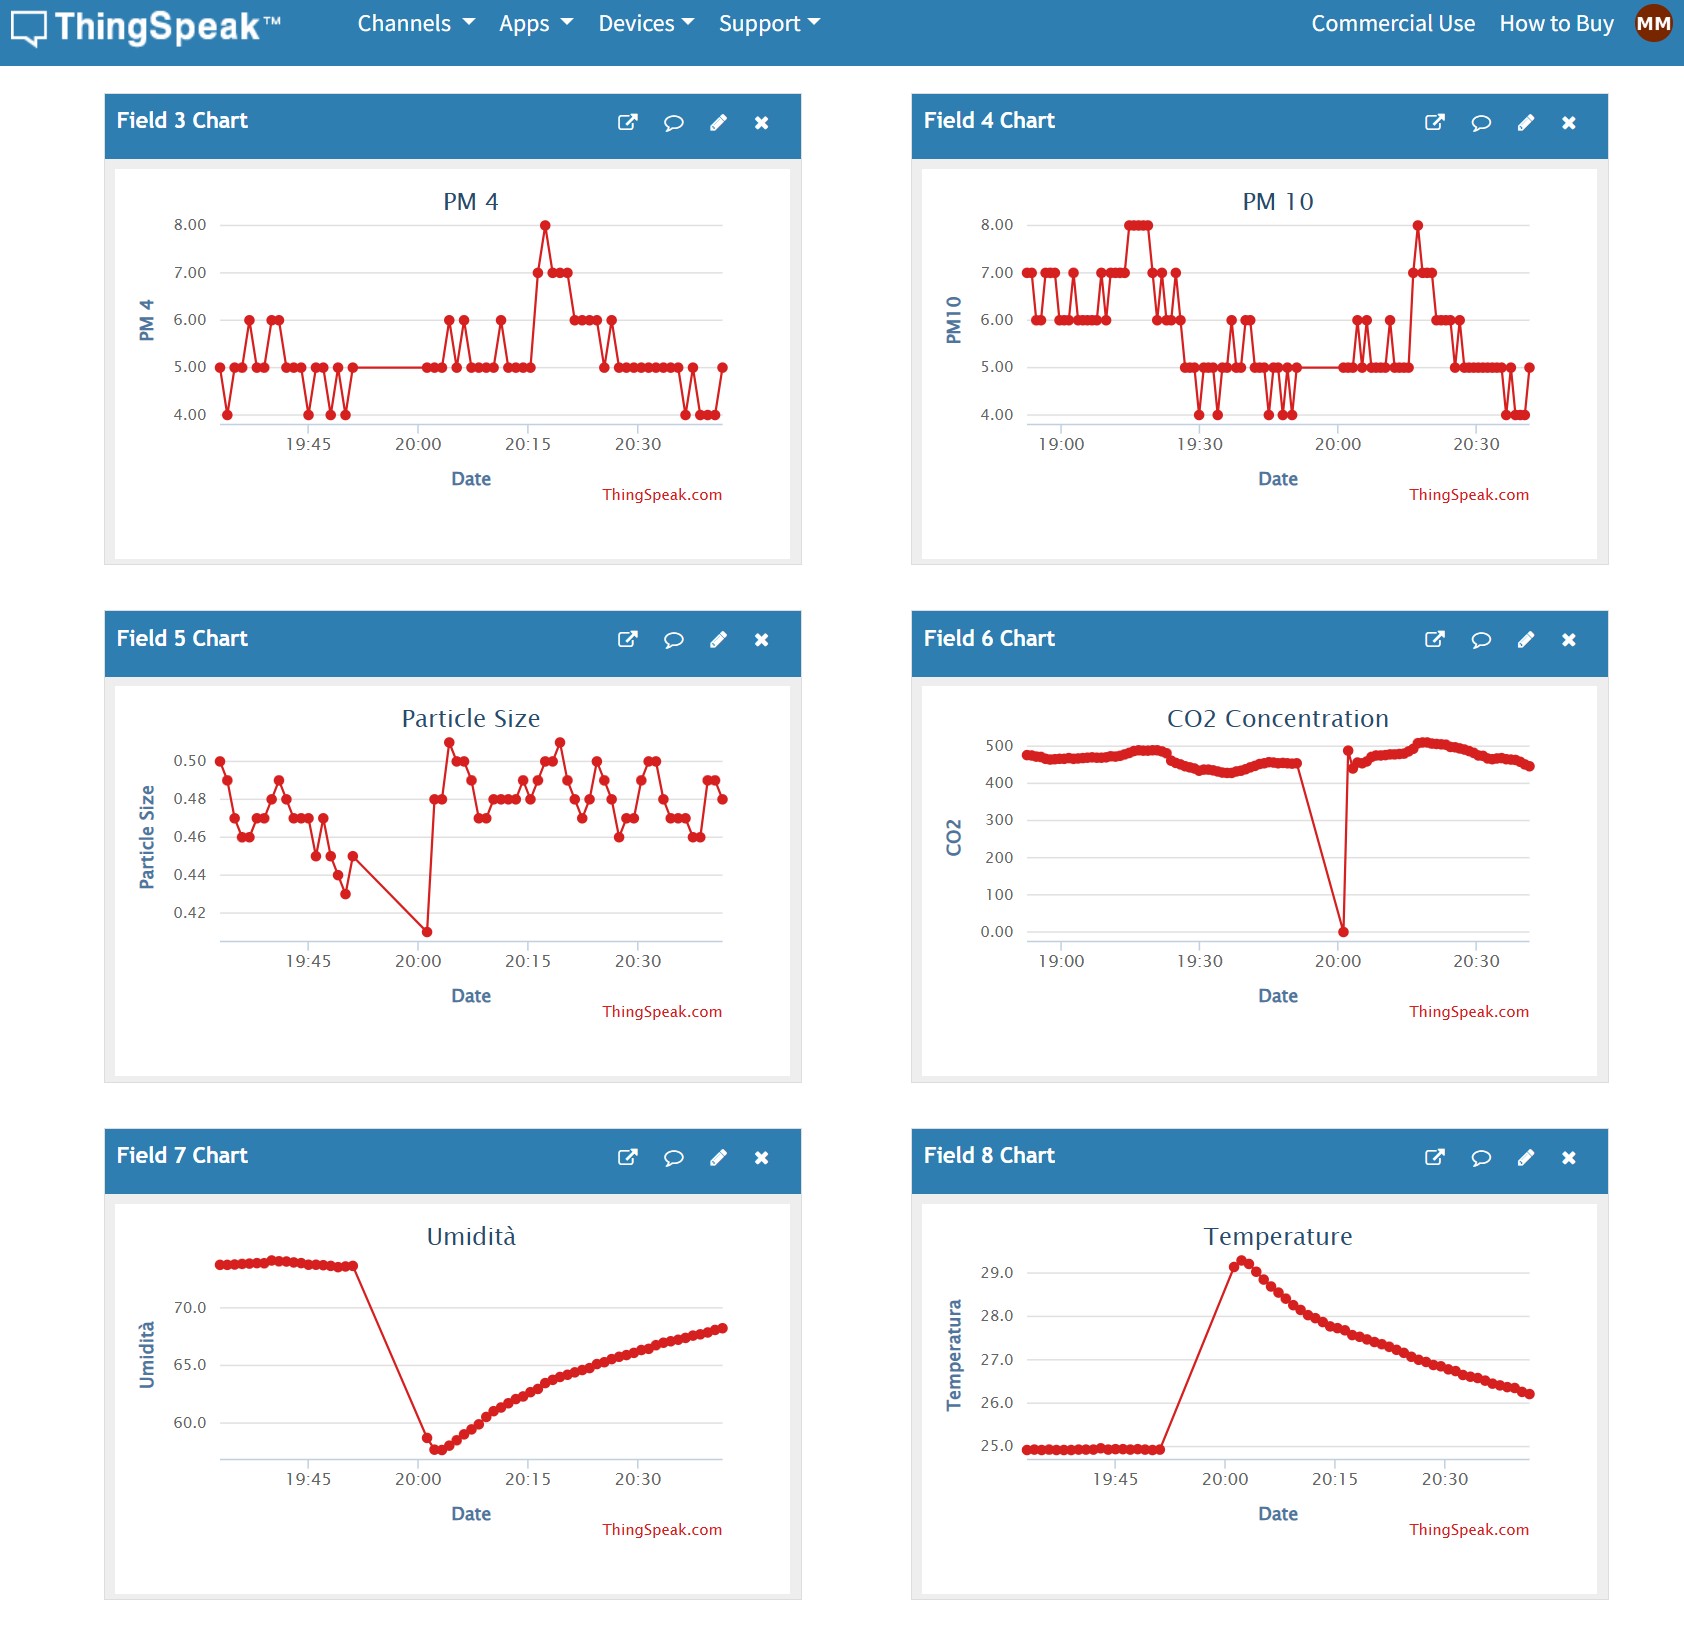 ThingSpeak™ Channels Apps Devices Support Commercial Use How to Buy MM
Field 3 Chart
PM 4
8.00
7.00
6.00
5.00
4.00
PM 4
19:45 20:00 20:15 20:30
Date
ThingSpeak.com
Field 4 Chart
PM 10
8.00
7.00
6.00
5.00
4.00
PM10
19:00 19:30 20:00 20:30
Date
ThingSpeak.com
Field 5 Chart
Particle Size
0.50
0.48
0.46
0.44
0.42
Particle Size
19:45 20:00 20:15 20:30
Date
ThingSpeak.com
Field 6 Chart
CO2 Concentration
500
400
300
200
100
0.00
CO2
19:00 19:30 20:00 20:30
Date
ThingSpeak.com
Field 7 Chart
Umidità
70.0
65.0
60.0
Umidità
19:45 20:00 20:15 20:30
Date
ThingSpeak.com
Field 8 Chart
Temperature
29.0
28.0
27.0
26.0
25.0
Temperatura
19:45 20:00 20:15 20:30
Date
ThingSpeak.com